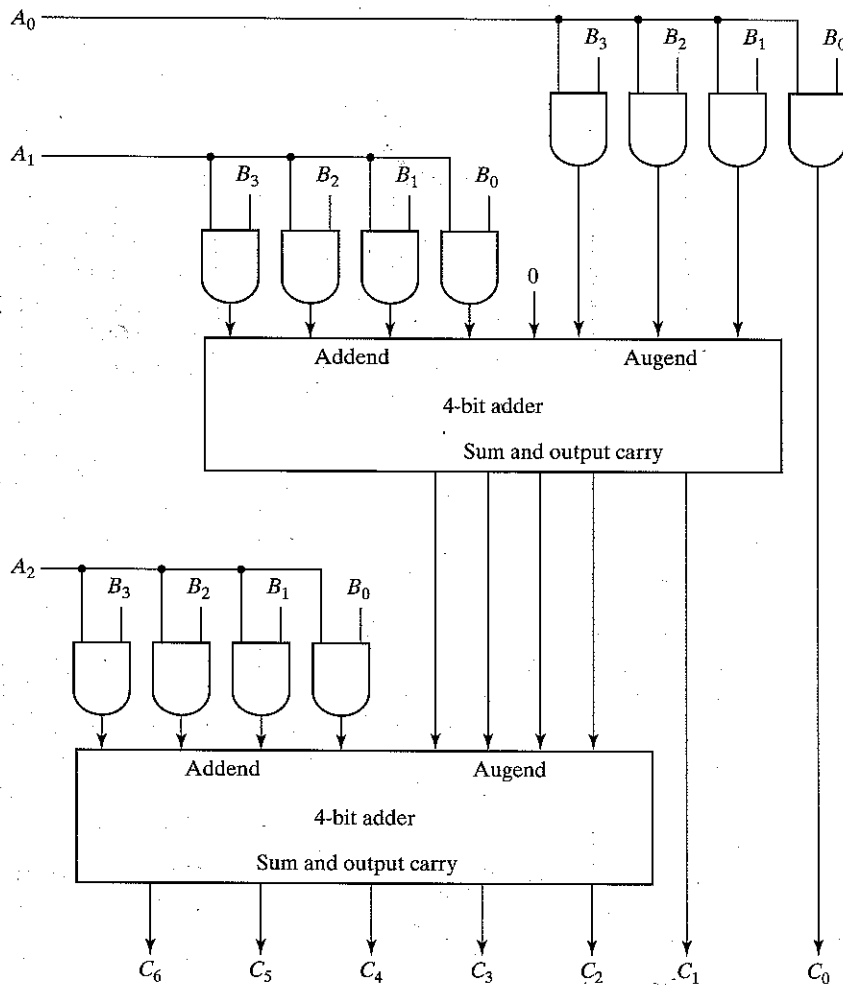 A₀
B₃ B₂ B₁ B₀
A₁
B₃ B₂ B₁ B₀
0
Addend Augend
4-bit adder
Sum and output carry
A₂
B₃ B₂ B₁ B₀
Addend Augend
4-bit adder
Sum and output carry
C₆ C₅ C₄ C₃ C₂ C₁ C₀